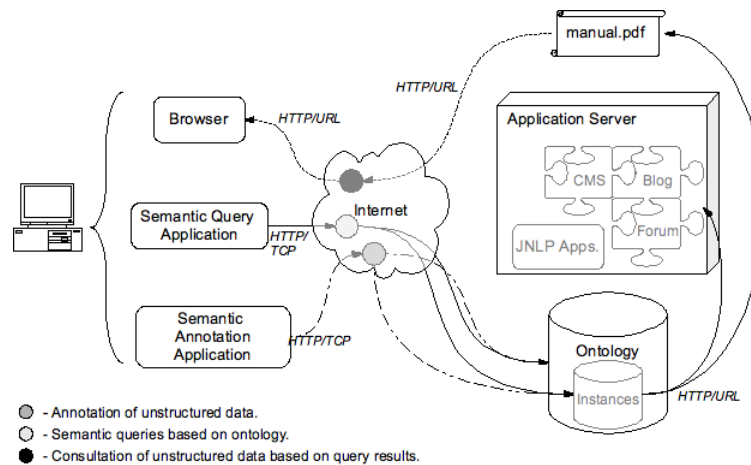 manual.pdf
HTTP/URL
HTTP/URL
Browser
Application Server
CMS
Blog
Internet
Semantic Query
Application
HTTP/
TCP
Forum
JNLP Apps.
Semantic
Annotation
Application
HTTP/TCP
Ontology
Instances
HTTP/URL
- Annotation of unstructured data.
- Semantic queries based on ontology.
- Consultation of unstructured data based on query results.